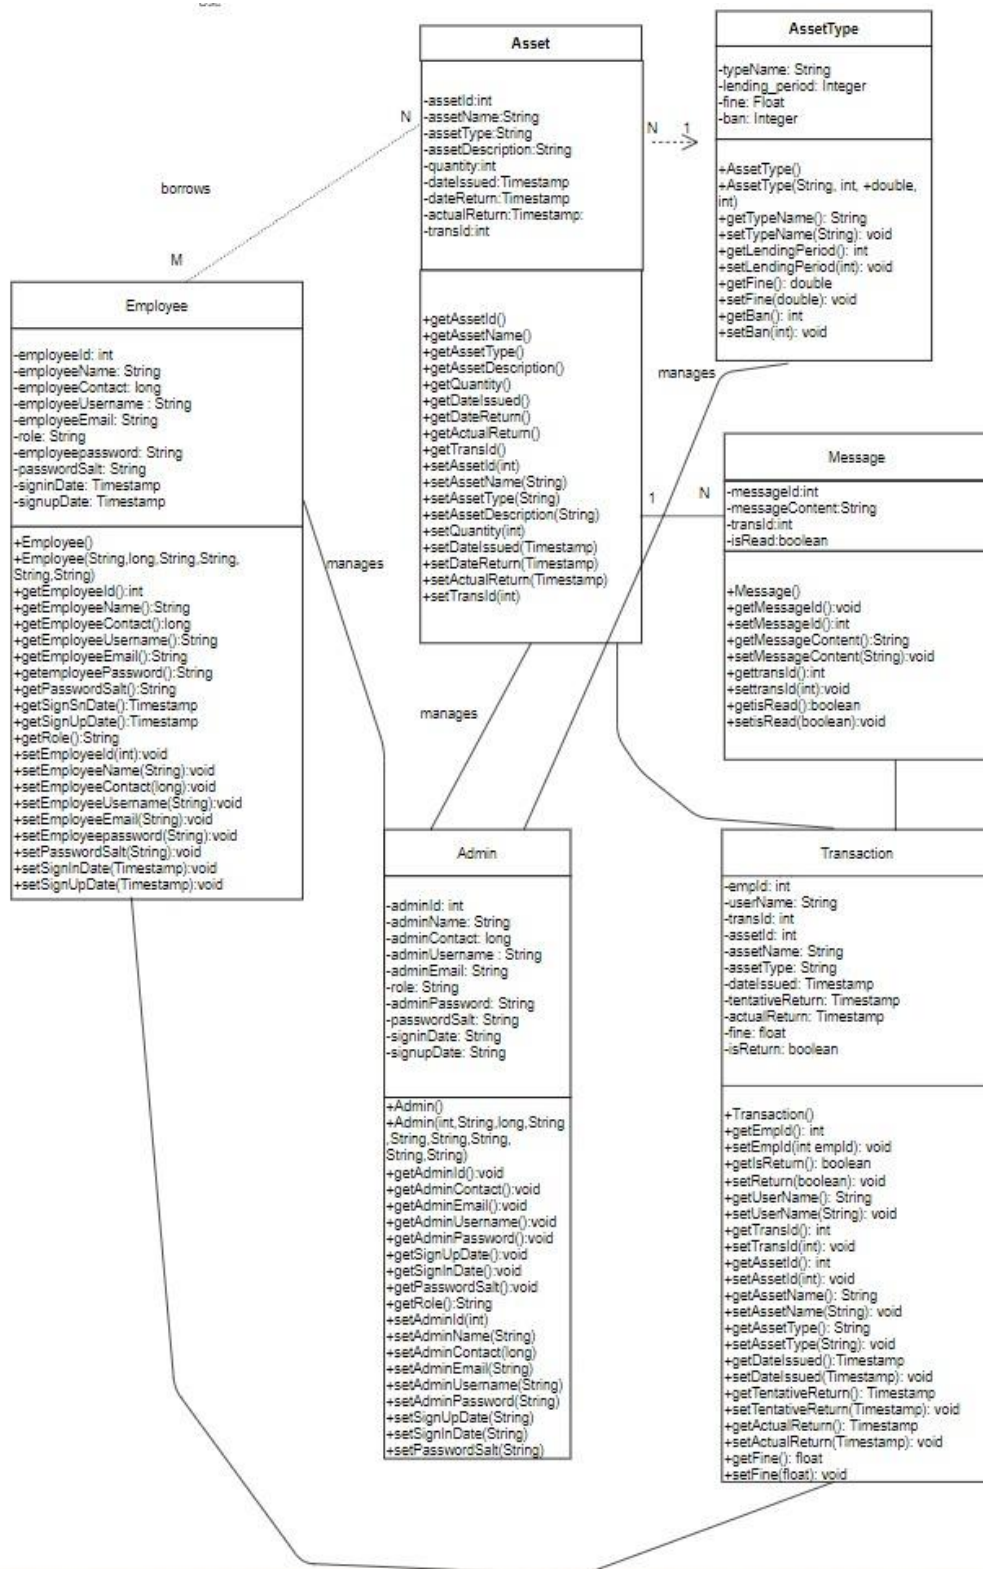 Asset
-assetId:int
-assetName:String
-assetType:String
-assetDescription:String
-quantity:int
-dateIssued:Timestamp
-dateReturn:Timestamp
-actualReturn:Timestamp:
-transId:int
+getAssetId()
+getAssetName()
+getAssetType()
+getAssetDescription()
+getQuantity()
+getDateIssued()
+getDateReturn()
+getActualReturn()
+getTransId()
+setAssetId(int)
+setAssetName(String)
+setAssetType(String)
+setAssetDescription(String)
+setQuantity(int)
+setDateIssued(Timestamp)
+setDateReturn(Timestamp)
+setActualReturn(Timestamp)
+setTransId(int)
AssetType
-typeName: String
-lending_period: Integer
-fine: Float
-ban: Integer
+AssetType()
+AssetType(String, int, +double,
int)
+getTypeName(): String
+setTypeName(String): void
+getLendingPeriod(): int
+setLendingPeriod(int): void
+getFine(): double
+setFine(double): void
+getBan(): int
+setBan(int): void
N
N
1
borrows
M
Employee
-employeeId: int
-employeeName: String
-employeeContact: long
-employeeUsername : String
-employeeEmail: String
-role: String
-employeepassword: String
-passwordSalt: String
-signinDate: Timestamp
-signupDate: Timestamp
+Employee()
+Employee(String,long,String,String,
String,String)
+getEmployeeId():int
+getEmployeeName():String
+getEmployeeContact():long
+getEmployeeUsername():String
+getEmployeeEmail():String
+getemployeePassword():String
+getPasswordSalt():String
+getSignSnDate():Timestamp
+getSignUpDate():Timestamp
+getRole():String
+setEmployeeId(int):void
+setEmployeeName(String):void
+setEmployeeContact(long):void
+setEmployeeUsername(String):void
+setEmployeeEmail(String):void
+setEmployeepassword(String):void
+setPasswordSalt(String):void
+setSignInDate(Timestamp):void
+setSignUpDate(Timestamp):void
manages
manages
manages
1
N
Message
-messageId:int
-messageContent:String
-transId:int
-isRead:boolean
+Message()
+getMessageId():void
+setMessageId():int
+getMessageContent():String
+setMessageContent(String):void
+gettransId():int
+settransId(int):void
+getisRead():boolean
+setisRead(boolean):void
Admin
-adminId: int
-adminName: String
-adminContact: long
-adminUsername : String
-adminEmail: String
-role: String
-adminPassword: String
-passwordSalt: String
-signinDate: String
-signupDate: String
+Admin()
+Admin(int,String,long,String
,String,String,String,
String,String)
+getAdminId():void
+getAdminContact():void
+getAdminEmail():void
+getAdminUsername():void
+getAdminPassword():void
+getSignUpDate():void
+getSignInDate():void
+getPasswordSalt():void
+getRole():String
+setAdminId(int)
+setAdminName(String)
+setAdminContact(long)
+setAdminEmail(String)
+setAdminUsername(String)
+setAdminPassword(String)
+setSignUpDate(String)
+setSignInDate(String)
+setPasswordSalt(String)
Transaction
-empId: int
-userName: String
-transId: int
-assetId: int
-assetName: String
-assetType: String
-dateIssued: Timestamp
-tentativeReturn: Timestamp
-actualReturn: Timestamp
-fine: float
-isReturn: boolean
+Transaction()
+getEmpId(): int
+setEmpId(int empId): void
+getIsReturn(): boolean
+setReturn(boolean): void
+getUserName(): String
+setUserName(String): void
+getTransId(): int
+setTransId(int): void
+getAssetId(): int
+setAssetId(int): void
+getAssetName(): String
+setAssetName(String): void
+getAssetType(): String
+setAssetType(String): void
+getDateIssued():Timestamp
+setDateIssued(Timestamp): void
+getTentativeReturn(): Timestamp
+setTentativeReturn(Timestamp): void
+getActualReturn(): Timestamp
+setActualReturn(Timestamp): void
+getFine(): float
+setFine(float): void